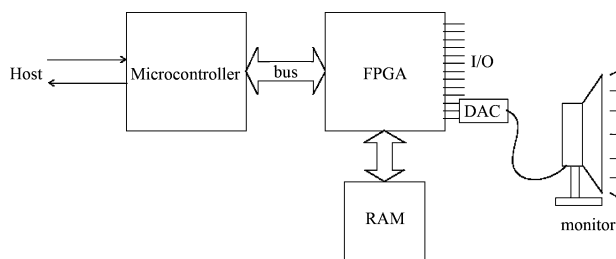 Host
Microcontroller
bus
FPGA
I/O
DAC
RAM
monitor